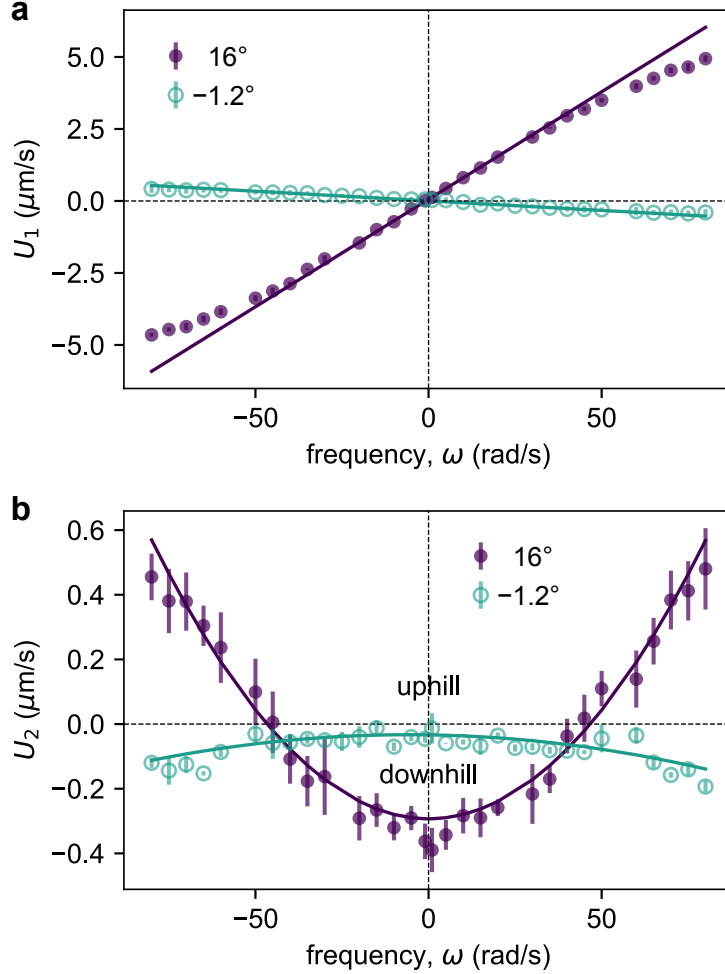 a
16°
−1.2°
5.0
2.5
0.0
−2.5
−5.0
U1 (μm/s)
−50
0
50
frequency, ω (rad/s)
b
16°
−1.2°
0.6
0.4
0.2
0.0
−0.2
−0.4
U2 (μm/s)
uphill
downhill
−50
0
50
frequency, ω (rad/s)